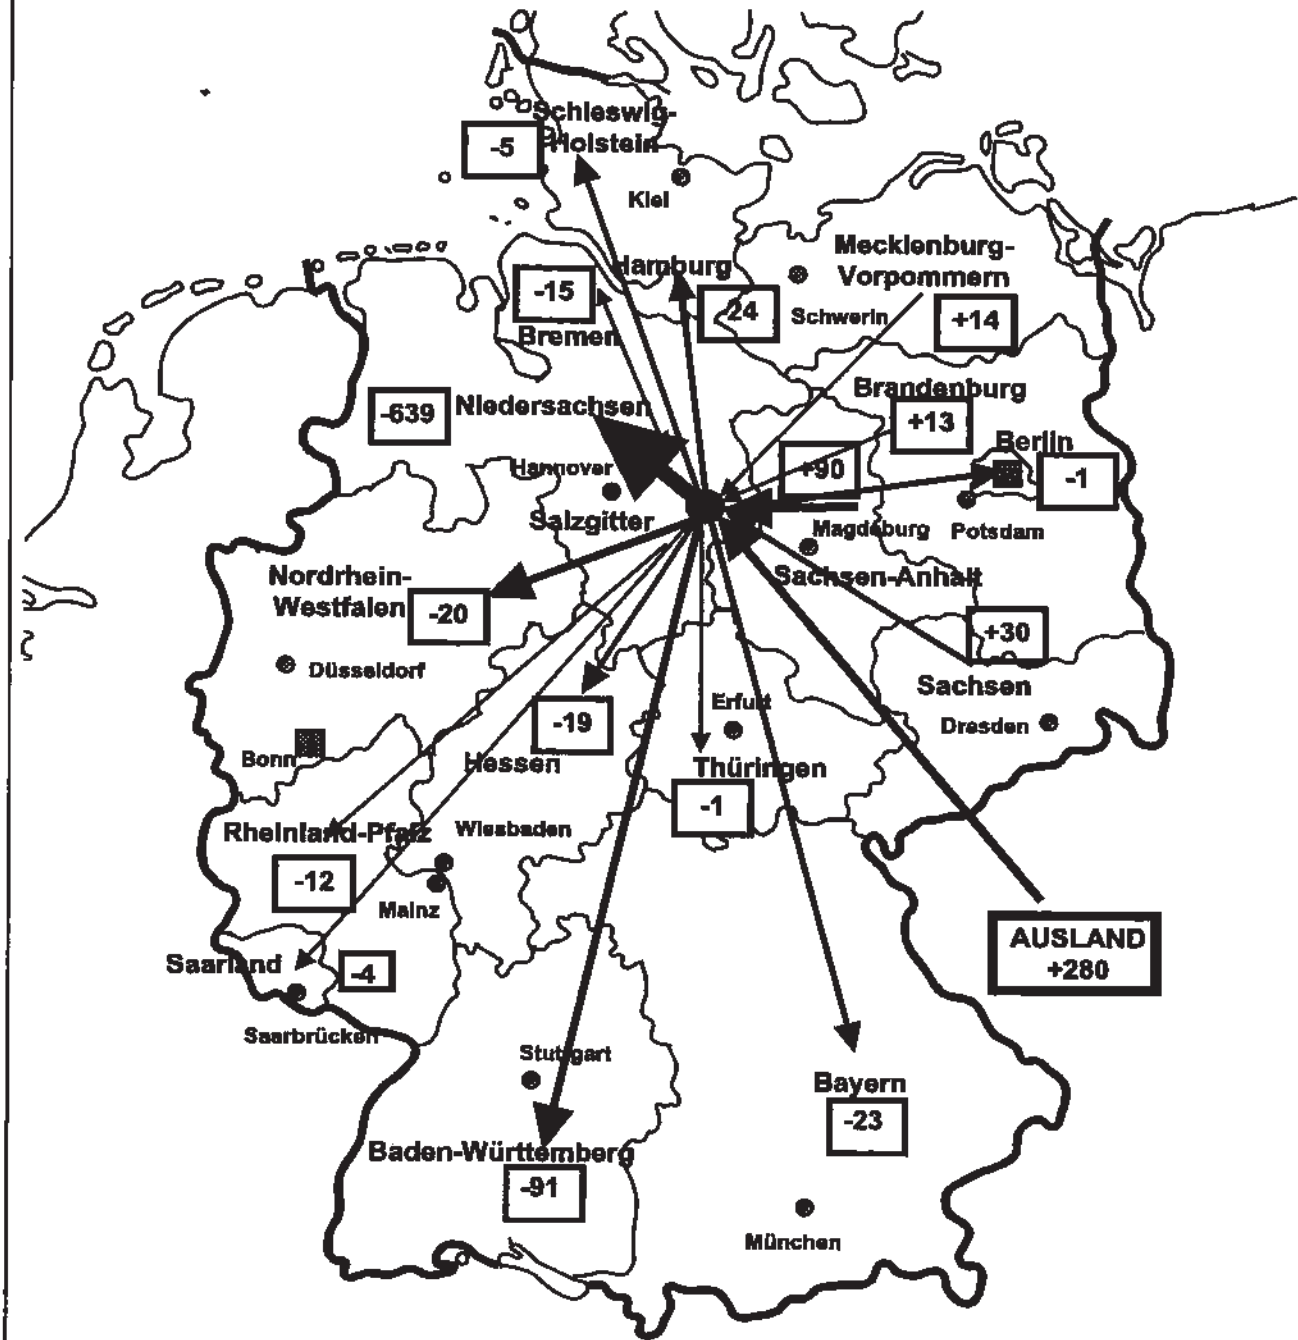 Schleswig-
Holstein
-5
Kiel
Mecklenburg-
Vorpommern
Hamburg
-15
-24
Schwerin
+14
Bremen
Brandenburg
-639
Niedersachsen
+13
Berlin
Hannover
+90
-1
Salzgitter
Magdeburg
Potsdam
Nordrhein-
Westfalen
Sachsen-Anhalt
-20
+30
Düsseldorf
Sachsen
Erfurt
-19
Dresden
Bonn
Hessen
Thüringen
-1
Rheinland-Pfalz
Wiesbaden
-12
Mainz
AUSLAND
+280
Saarland
-4
Saarbrücken
Stuttgart
Bayern
-23
Baden-Württemberg
-91
München